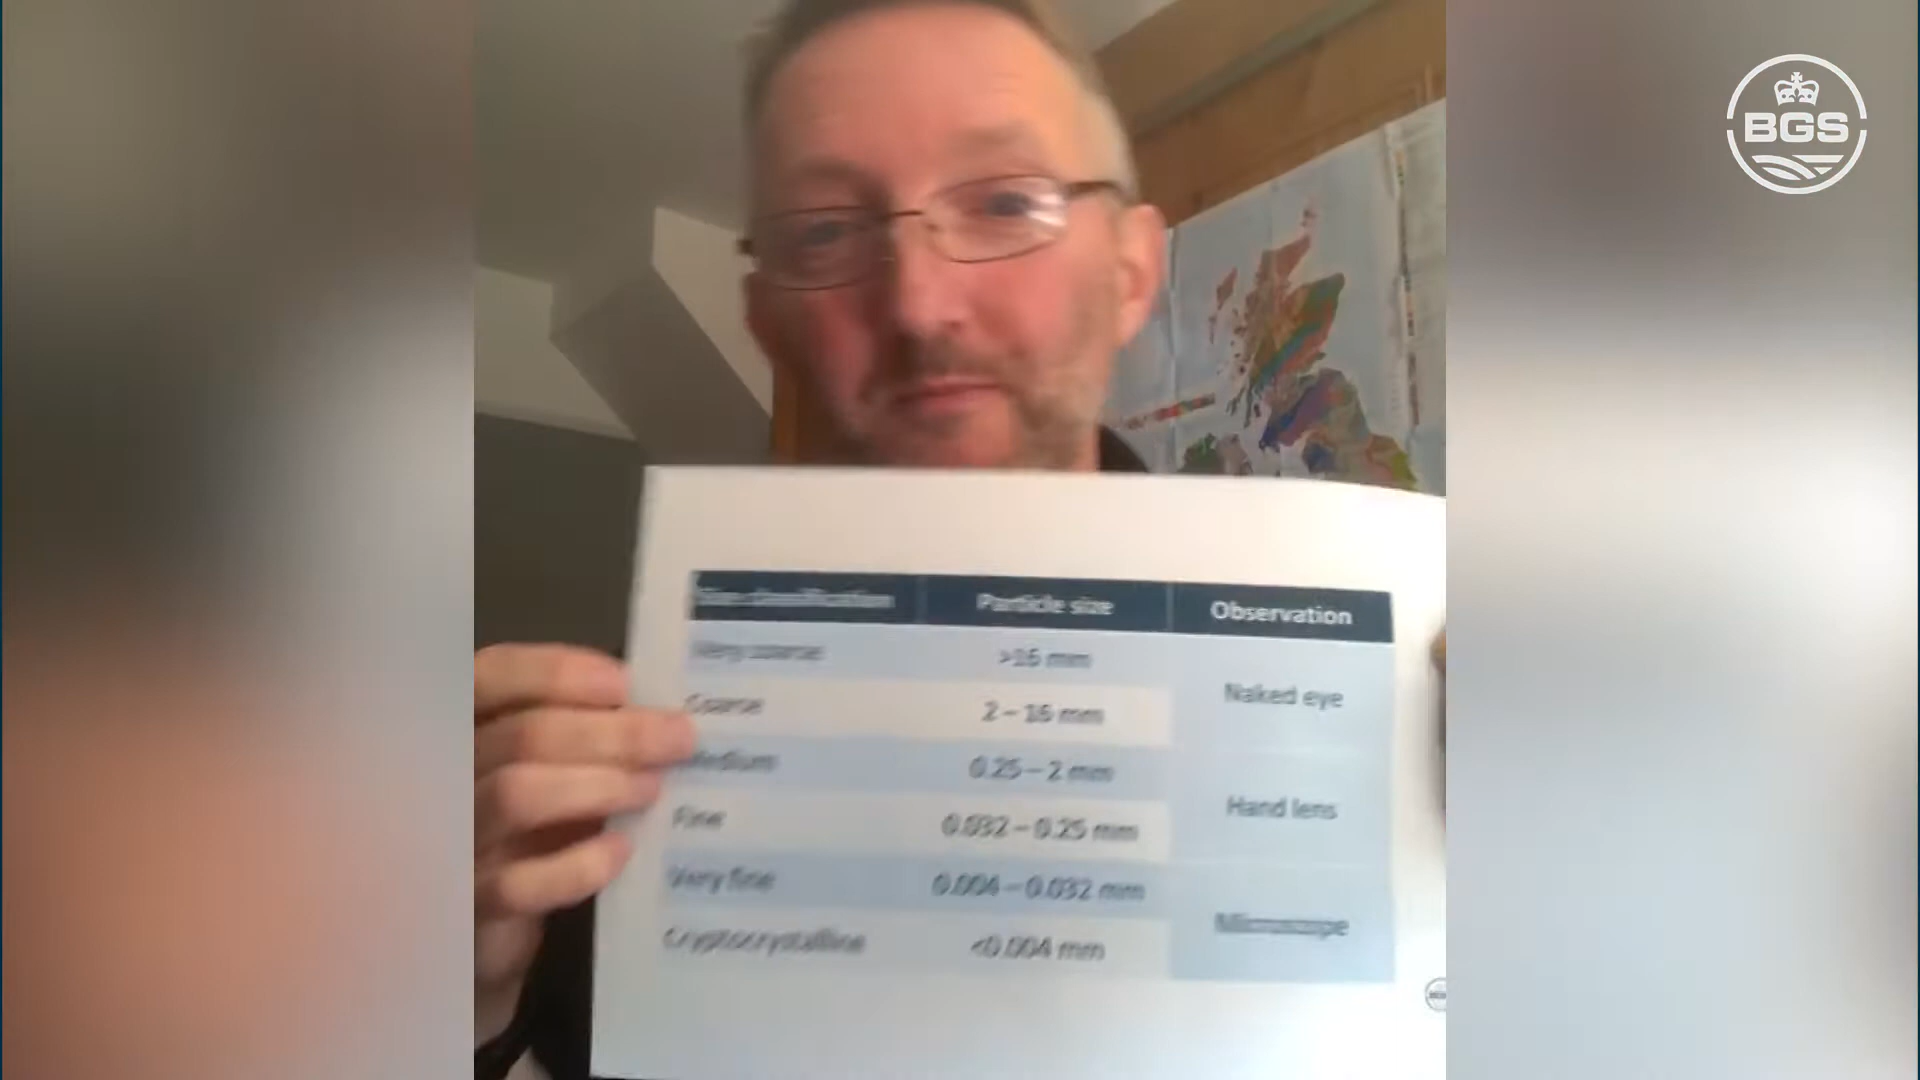 BGS
Size classification Particle size Observation
Very coarse >16 mm
Naked eye
Coarse 2 – 16 mm
Medium 0.25 – 2 mm
Hand lens
Fine 0.032 – 0.25 mm
Very fine 0.004 – 0.032 mm
Microscope
Cryptocrystalline <0.004 mm